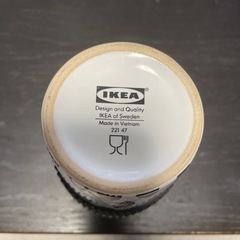 IKEA
Design and Quality
IKEA of Sweden
Made in Vietnam
221 47